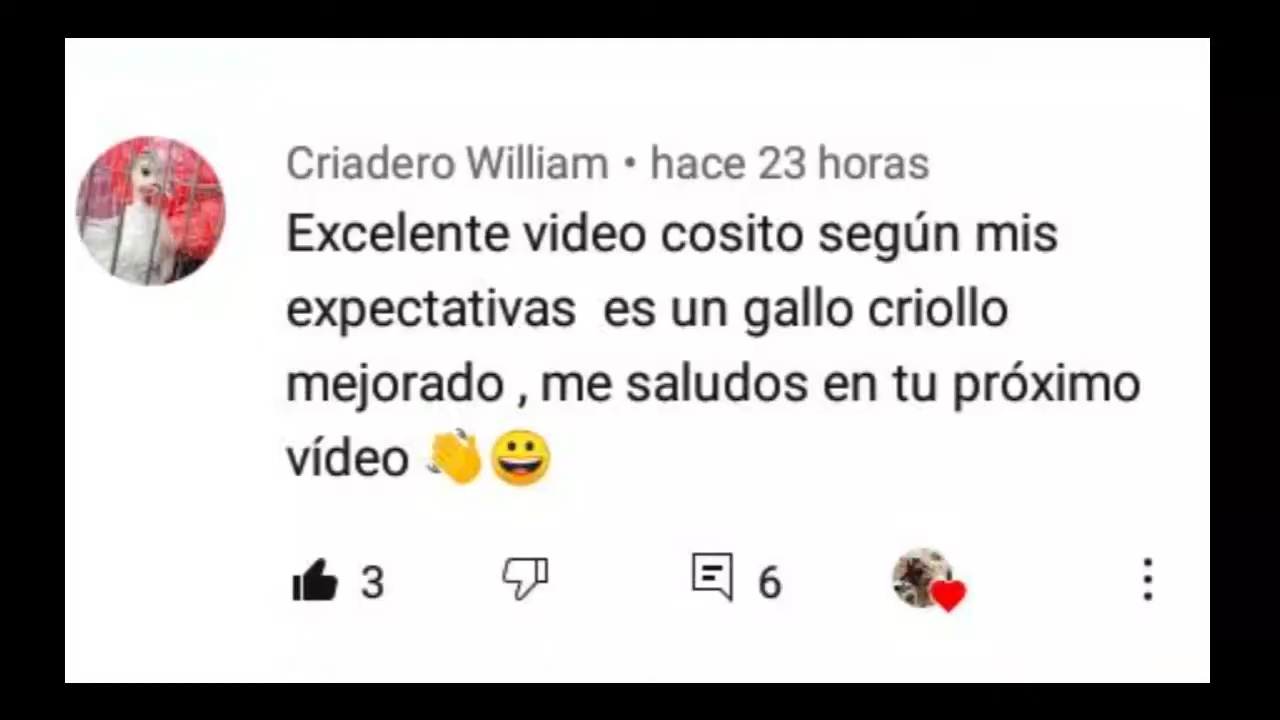 Criadero William • hace 23 horas
Excelente video cosito según mis
expectativas  es un gallo criollo
mejorado , me saludos en tu próximo
vídeo 👋😀
3 6